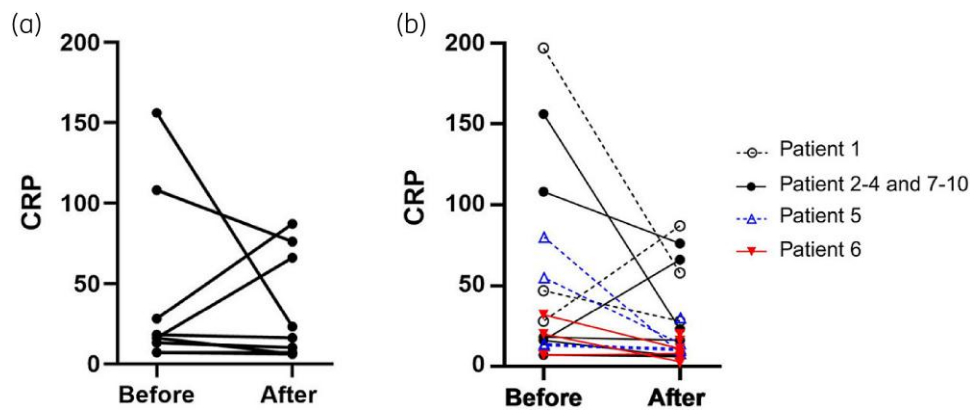 (a)
200
150
100
50
0
CRP
Before After
(b)
200
150
100
50
0
CRP
Before After
Patient 1
Patient 2-4 and 7-10
Patient 5
Patient 6